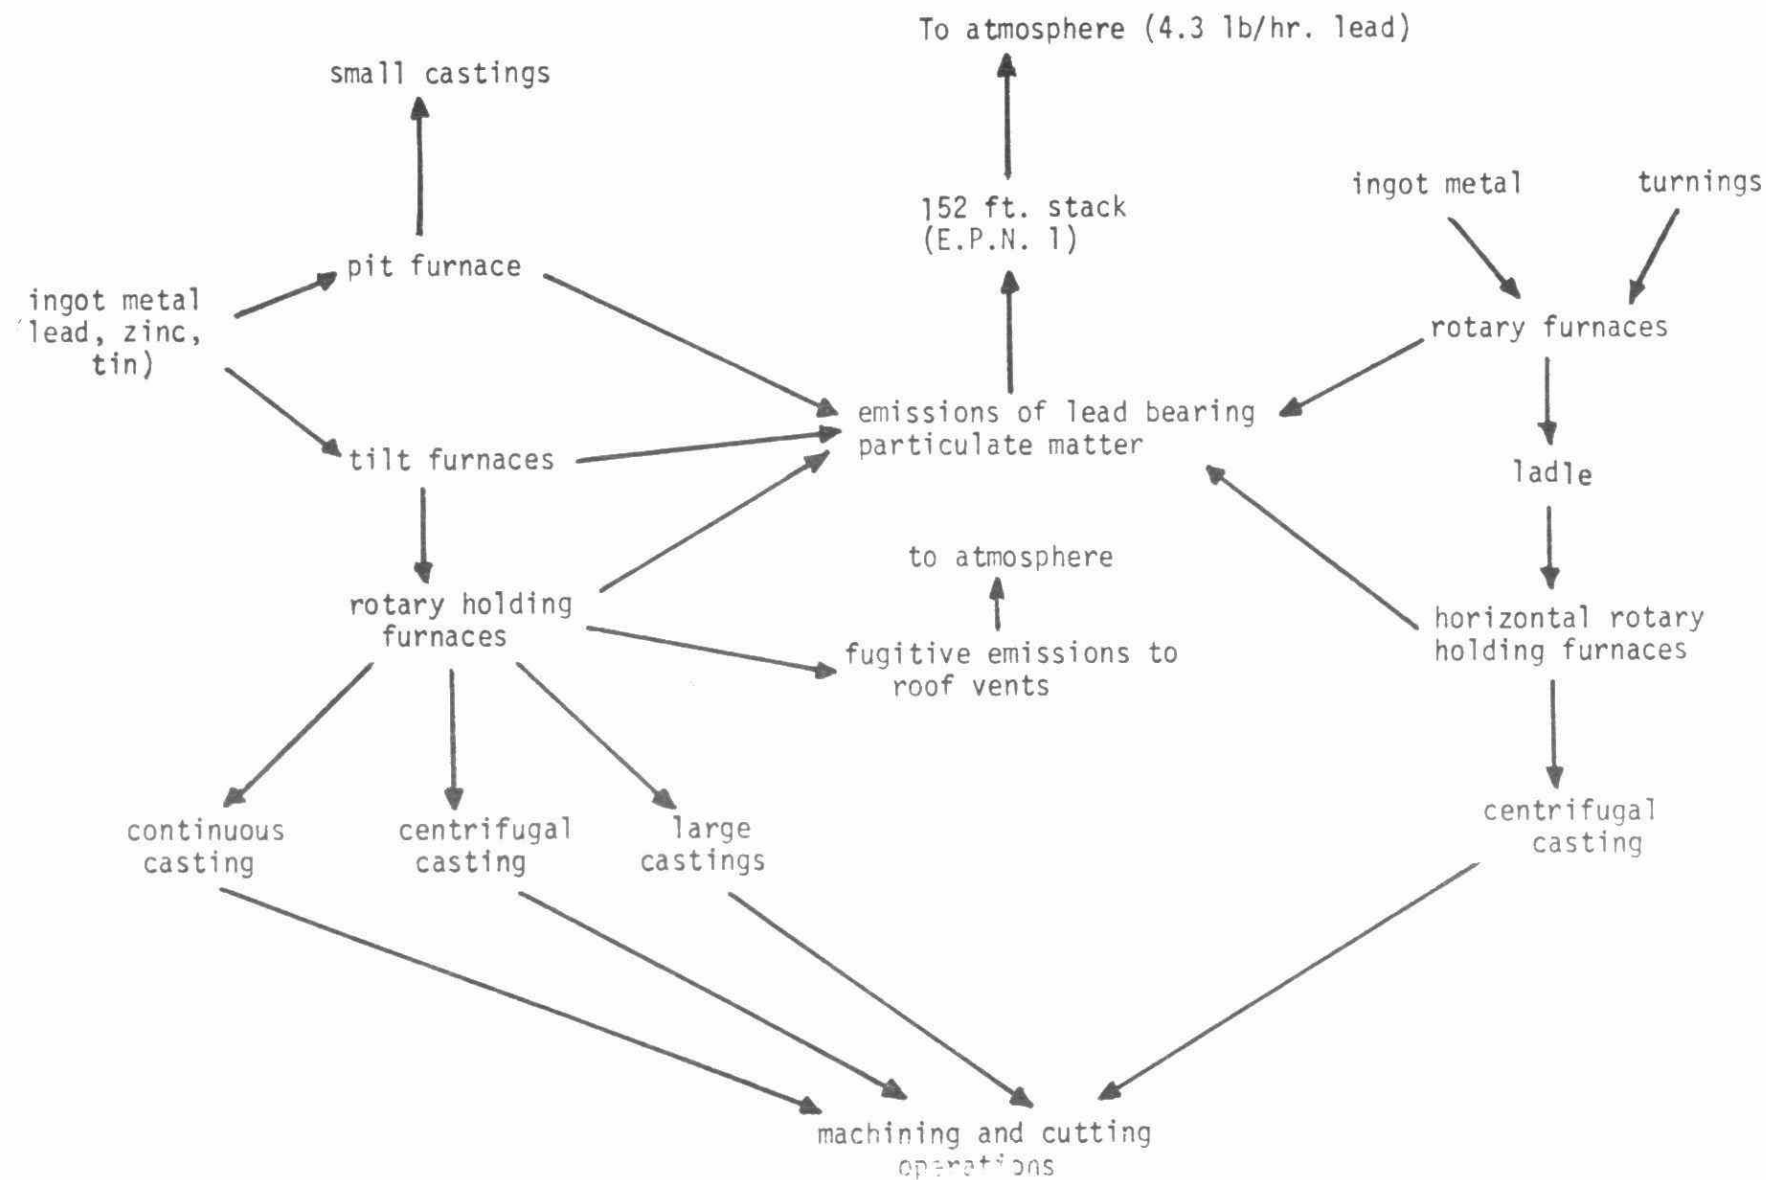 To atmosphere (4.3 lb/hr. lead)
small castings
ingot metal
turnings
152 ft. stack
(E.P.N. 1)
pit furnace
ingot metal
lead, zinc,
tin)
rotary furnaces
emissions of lead bearing
particulate matter
tilt furnaces
ladle
to atmosphere
rotary holding
furnaces
horizontal rotary
holding furnaces
fugitive emissions to
roof vents
continuous
casting
centrifugal
casting
large
castings
centrifugal
casting
machining and cutting
operations